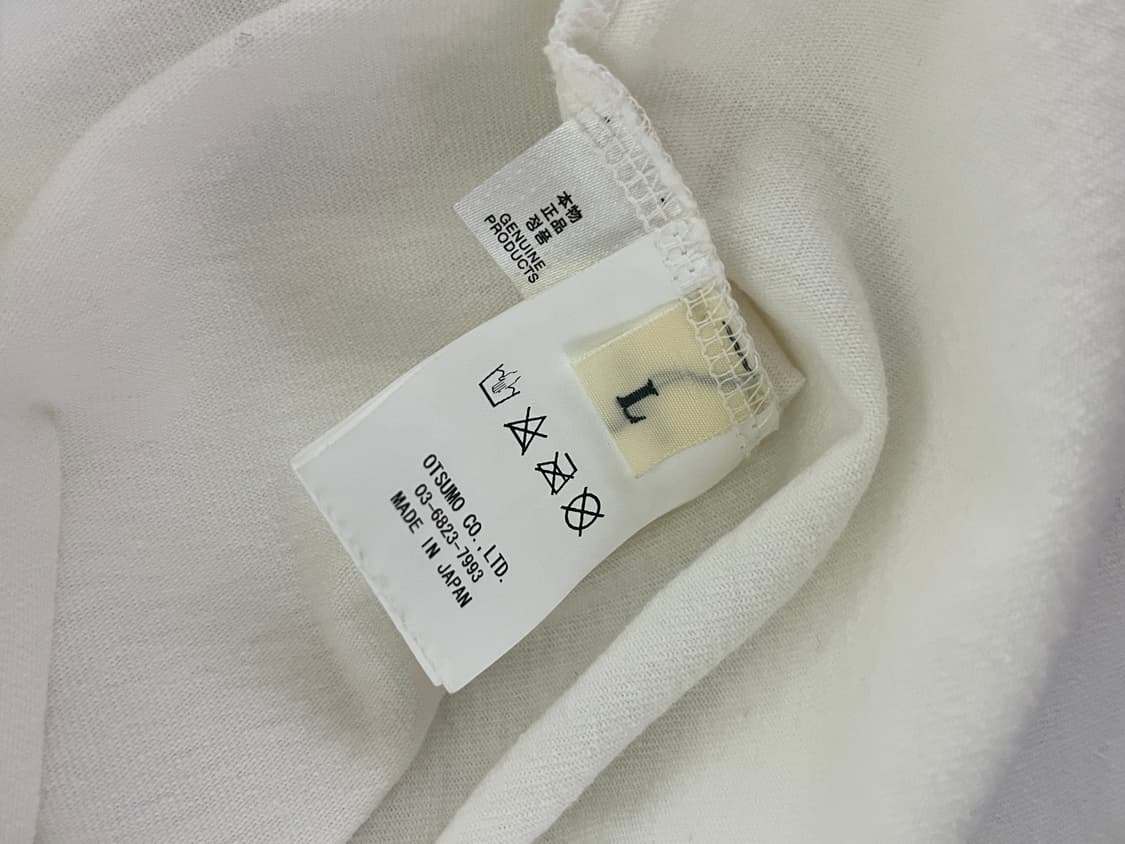 本物
正品
정품
GENUINE
PRODUCTS
L
OTSUMO CO.,LTD.
03-6823-7993
MADE IN JAPAN